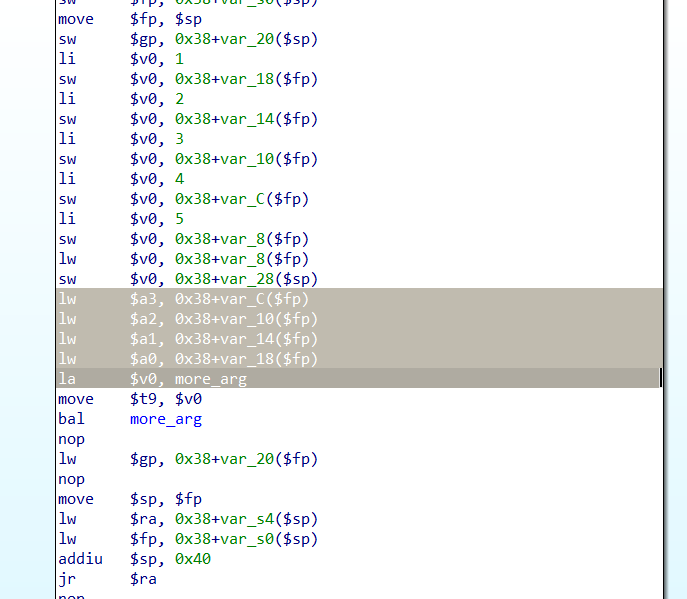 sw $fp, 0x38+var_s0($sp)
move $fp, $sp
sw $gp, 0x38+var_20($sp)
li $v0, 1
sw $v0, 0x38+var_18($fp)
li $v0, 2
sw $v0, 0x38+var_14($fp)
li $v0, 3
sw $v0, 0x38+var_10($fp)
li $v0, 4
sw $v0, 0x38+var_C($fp)
li $v0, 5
sw $v0, 0x38+var_8($fp)
lw $v0, 0x38+var_8($fp)
sw $v0, 0x38+var_28($sp)
lw $a3, 0x38+var_C($fp)
lw $a2, 0x38+var_10($fp)
lw $a1, 0x38+var_14($fp)
lw $a0, 0x38+var_18($fp)
la $v0, more_arg
move $t9, $v0
bal more_arg
nop
lw $gp, 0x38+var_20($fp)
nop
move $sp, $fp
lw $ra, 0x38+var_s4($sp)
lw $fp, 0x38+var_s0($sp)
addiu $sp, 0x40
jr $ra
nop